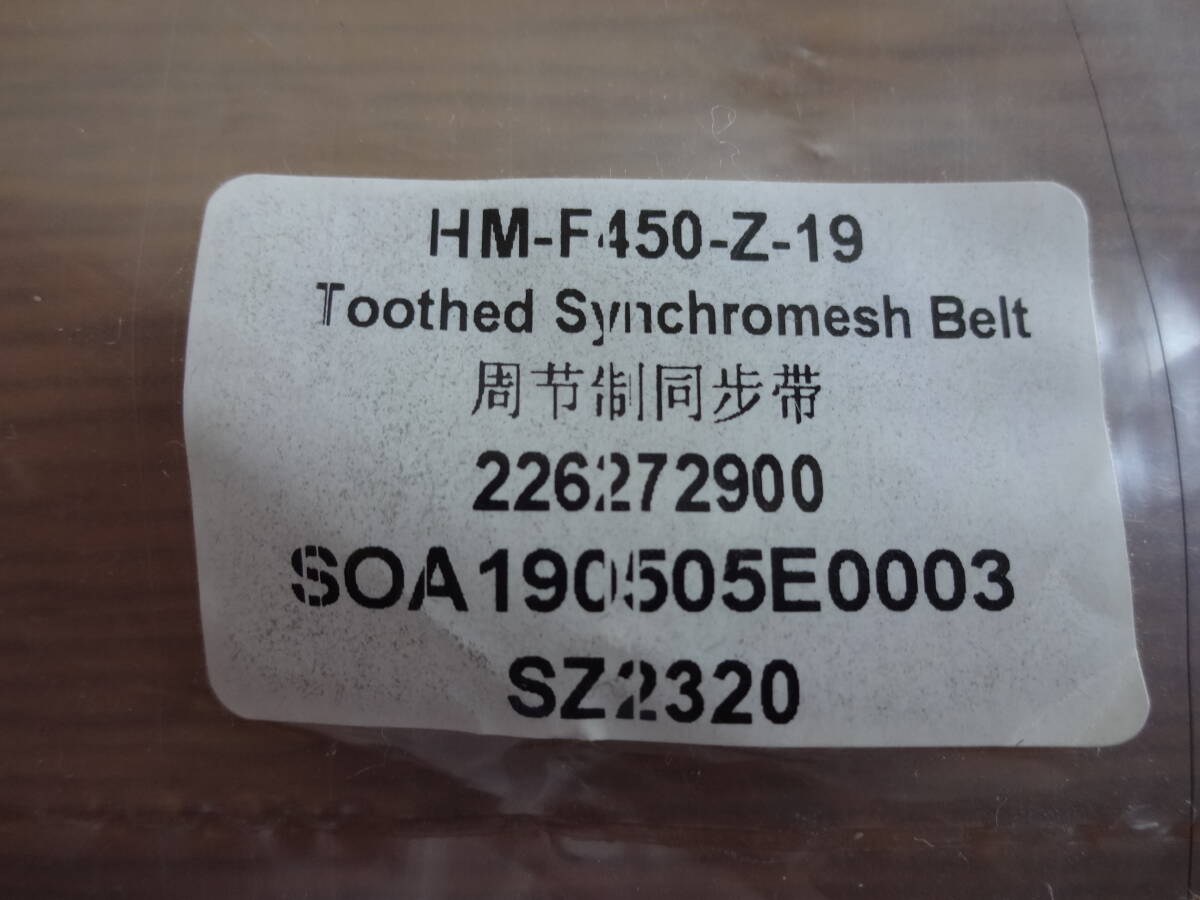 HM-F450-Z-19
Toothed Synchromesh Belt
周节制同步带
226272900
SOA190505E0003
SZ2320